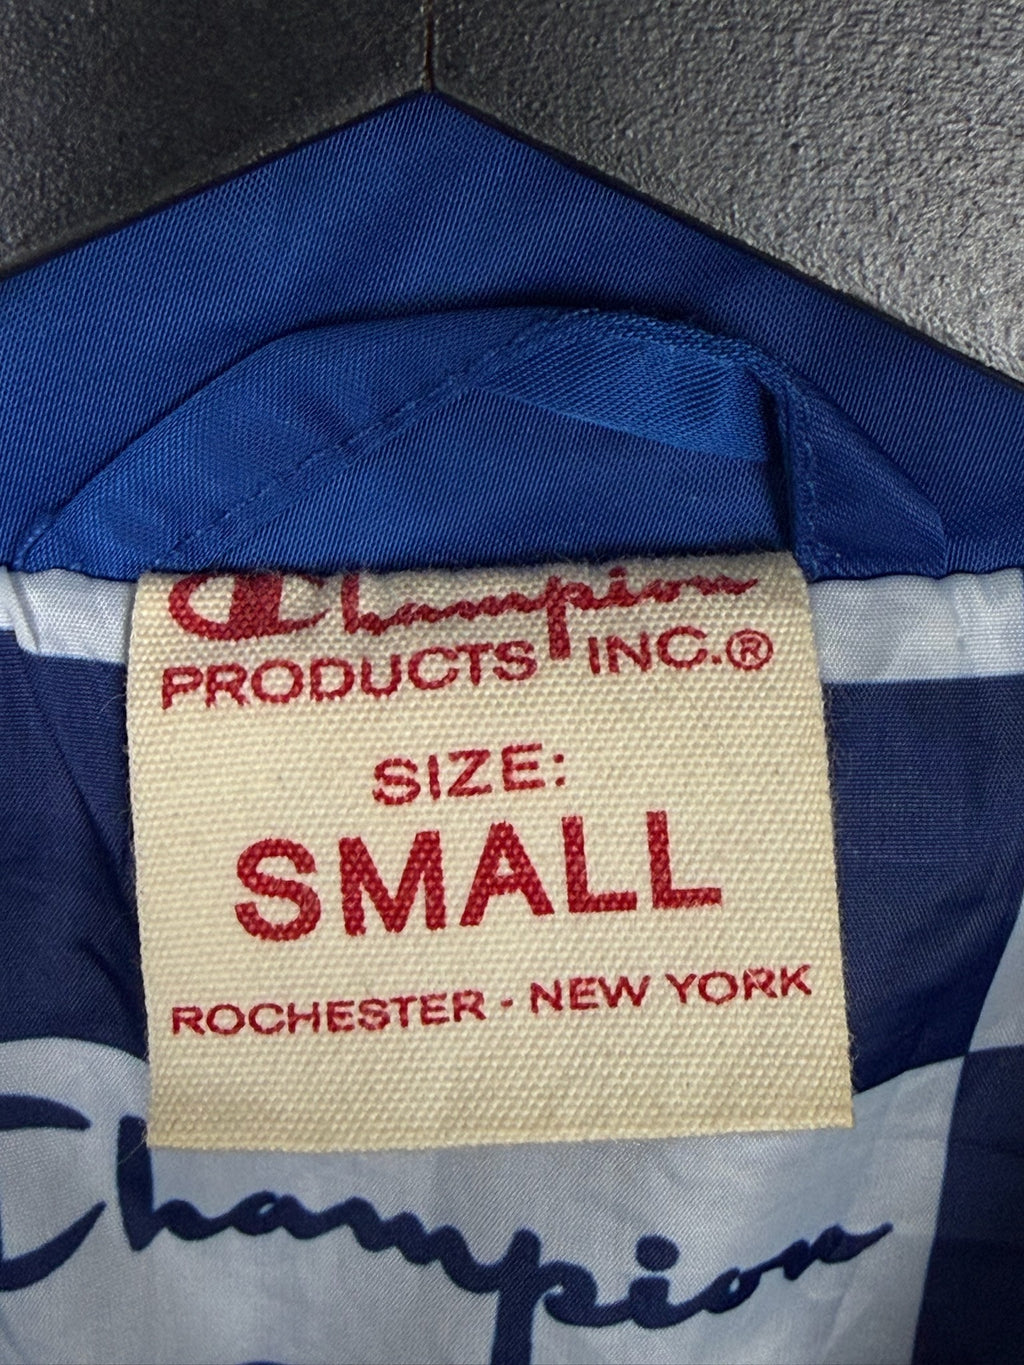 Champion
PRODUCTS INC.®
SIZE:
SMALL
ROCHESTER - NEW YORK
Champion